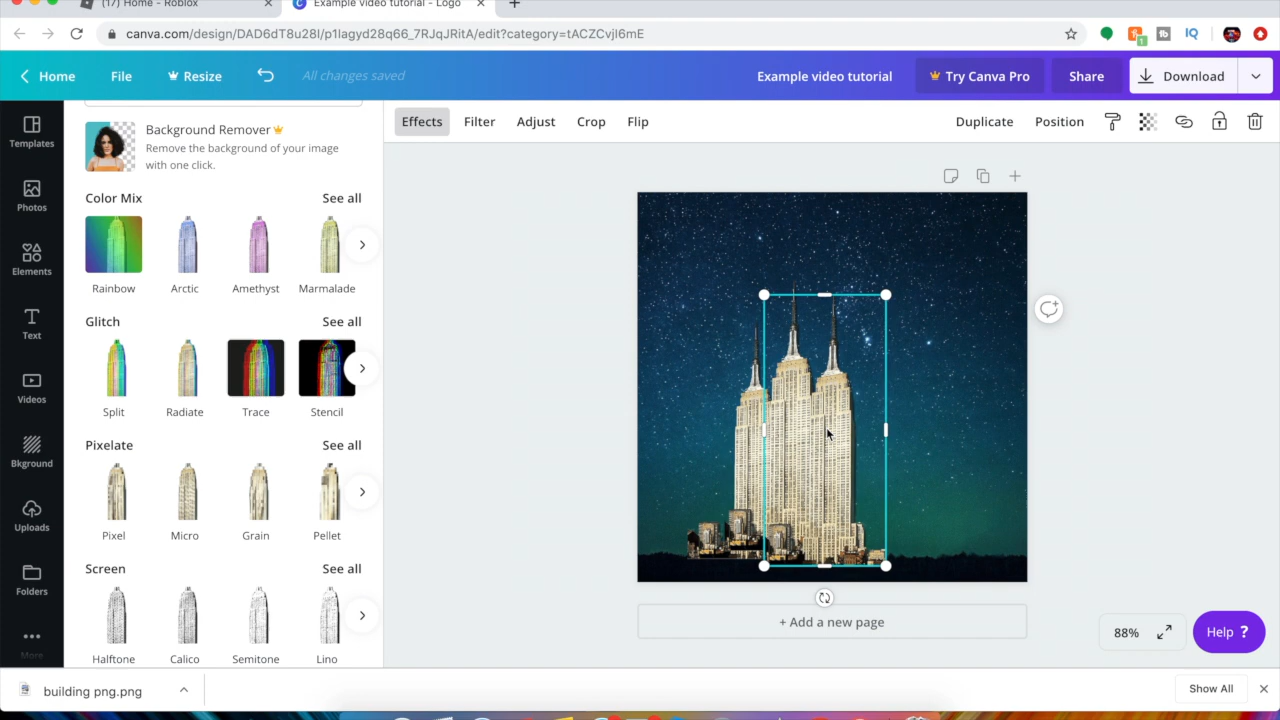 (17) Home - Roblox
Example video tutorial - Logo
canva.com/design/DAD6dT8u28I/p1Iagyd28q66_7RJqJRitA/edit?category=tACZCvjI6mE
1
IQ
Home
File
Resize
All changes saved
Example video tutorial
Try Canva Pro
Share
Download
Templates
Photos
Elements
Text
Videos
Bkground
Uploads
Folders
More
Background Remover
Remove the background of your image
with one click.
Color Mix
See all
Rainbow
Arctic
Amethyst
Marmalade
Glitch
See all
Split
Radiate
Trace
Stencil
Pixelate
See all
Pixel
Micro
Grain
Pellet
Screen
See all
Halftone
Calico
Semitone
Lino
Effects
Filter
Adjust
Crop
Flip
Duplicate
Position
+ Add a new page
88%
Help ?
building png.png
Show All